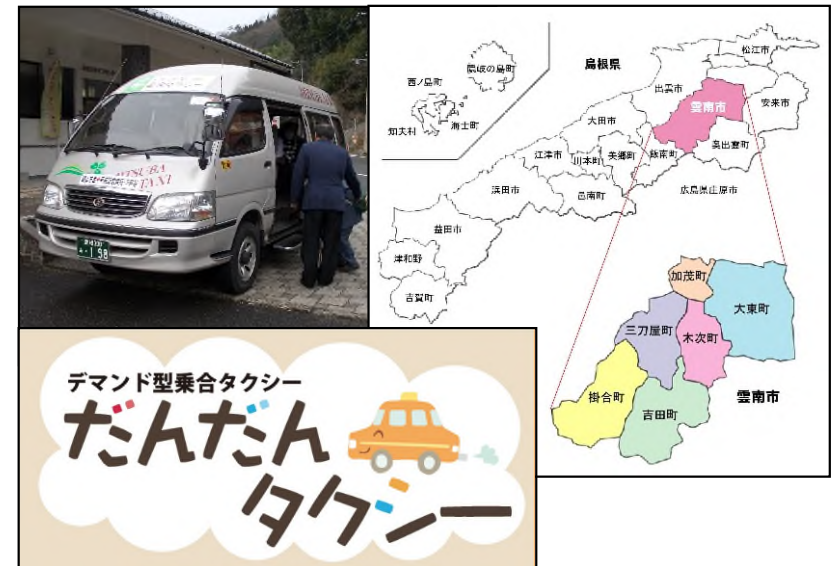 MITSUBA
TAXI
198
島根県
松江市
隠岐の島町
西ノ島町
海士町
知夫村
出雲市
雲南市
安来市
大田市
奥出雲町
飯南町
美郷町
川本町
江津市
邑南町
浜田市
広島県庄原市
益田市
津和野
吉賀町
加茂町
大東町
三刀屋町
木次町
掛合町
吉田町
雲南市
デマンド型乗合タクシー
だんだん
タクシー